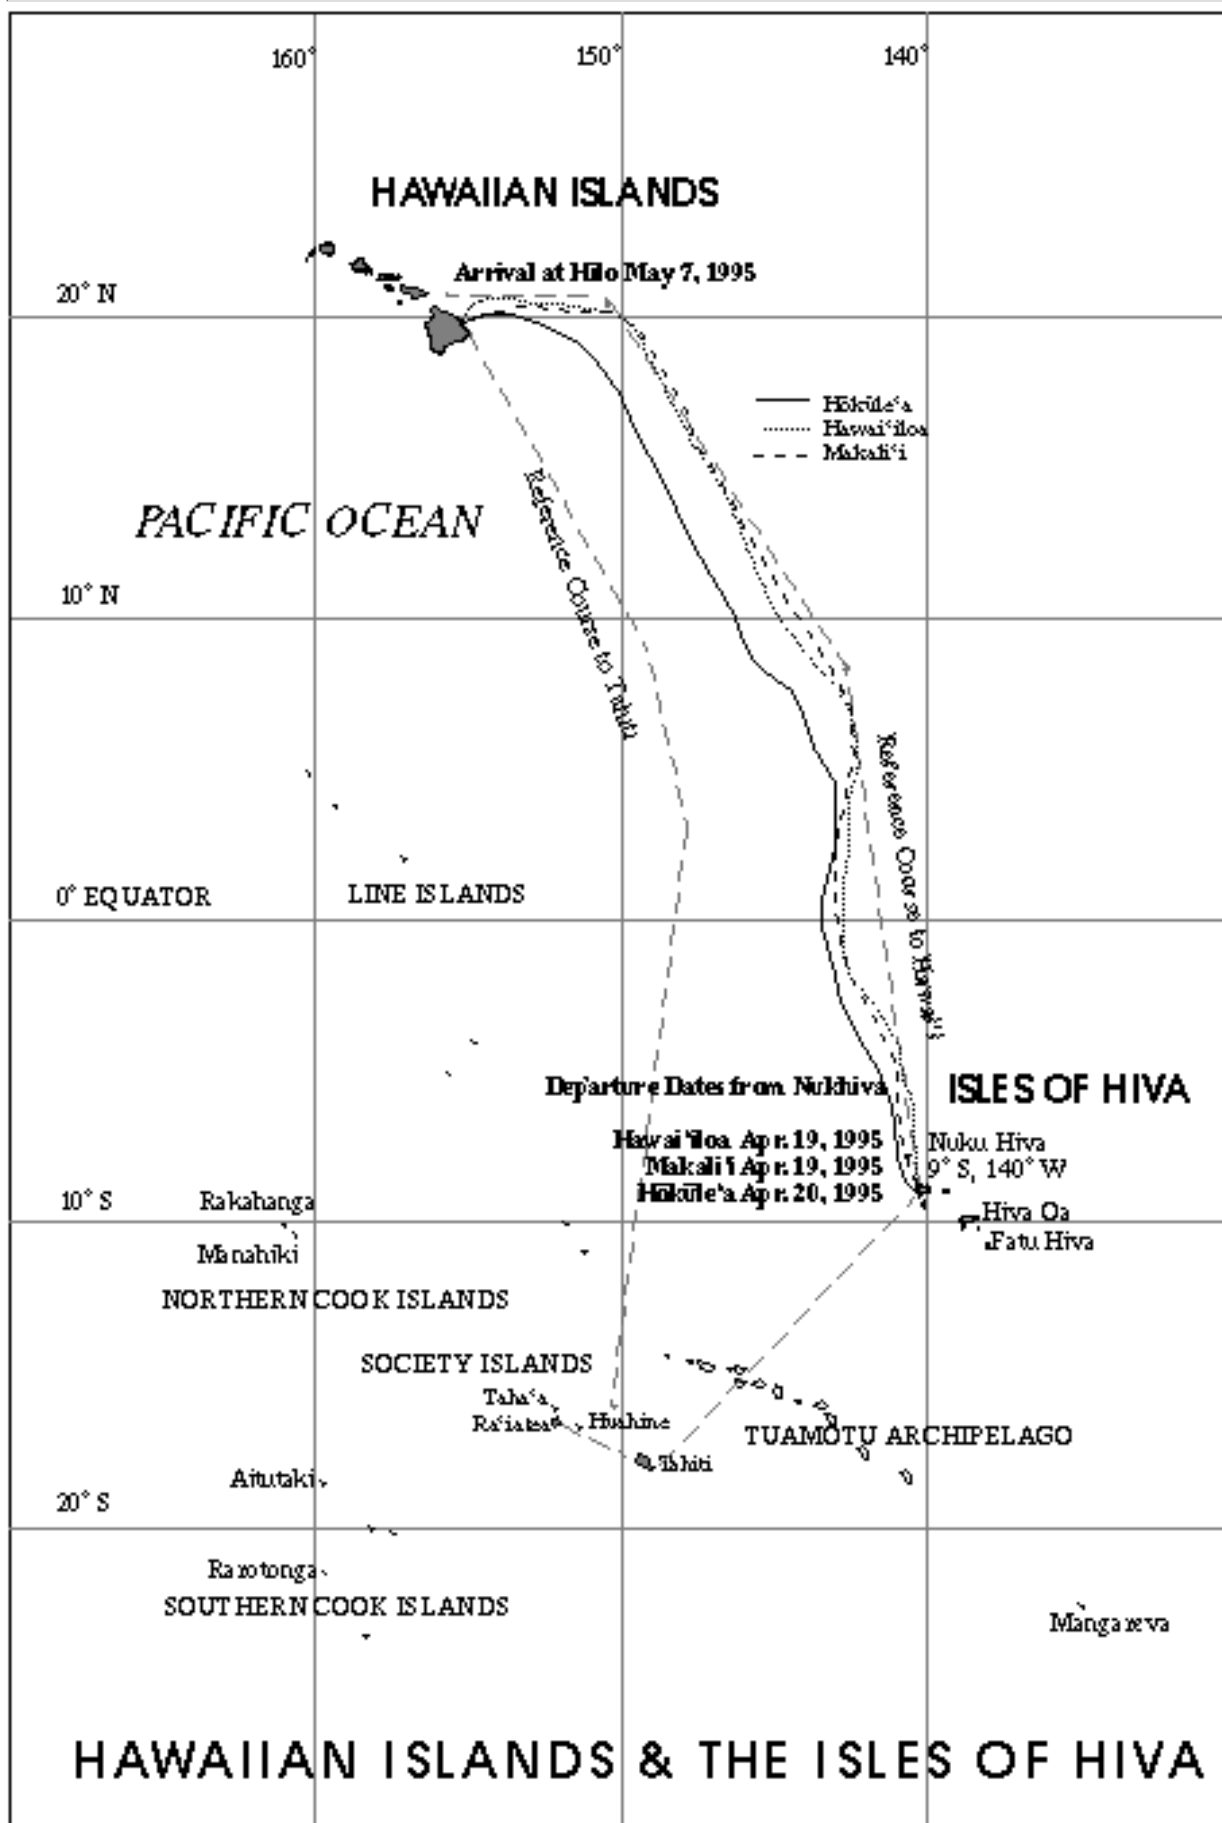 160°
150°
140°
HAWAIIAN ISLANDS
Arrival at Hilo May 7, 1995
20° N
Hōkūle‘a
Hawai‘iloa
Makali‘i
PACIFIC OCEAN
Reference Course to Tahiti
10° N
Reference Course to Hawai‘i
0° EQUATOR
LINE ISLANDS
Departure Dates from Nukuhiva
ISLES OF HIVA
Hawai‘iloa Apr. 19, 1995
Makali‘i Apr. 19, 1995
Hōkūle‘a Apr. 20, 1995
Nuku Hiva
9° S, 140° W
10° S
Rakahanga
Hiva Oa
Fatu Hiva
Manahiki
NORTHERN COOK ISLANDS
SOCIETY ISLANDS
Taha‘a
Ra‘iatea
Huahine
TUAMOTU ARCHIPELAGO
Tahiti
Aitutaki
20° S
Rarotonga
SOUTHERN COOK ISLANDS
Mangareva
HAWAIIAN ISLANDS & THE ISLES OF HIVA